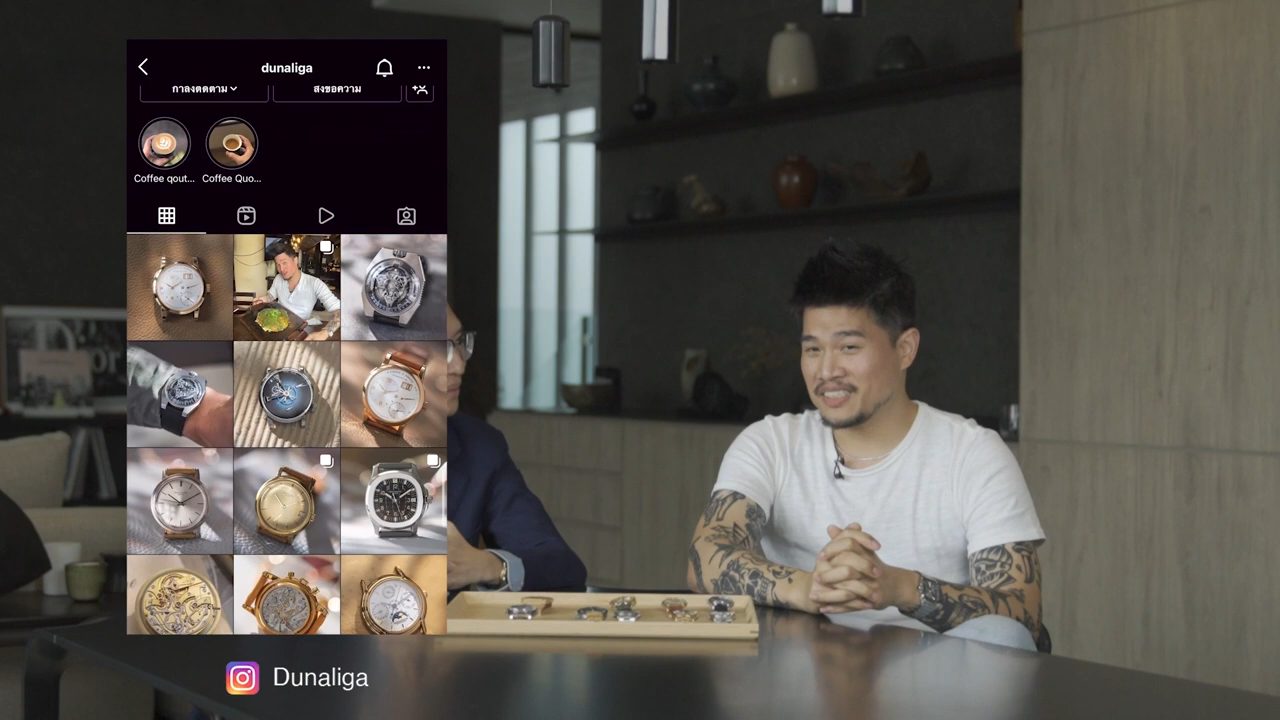 dunaliga
กำลังติดตาม
ส่งข้อความ
Coffee qout...
Coffee Quo...
Dunaliga